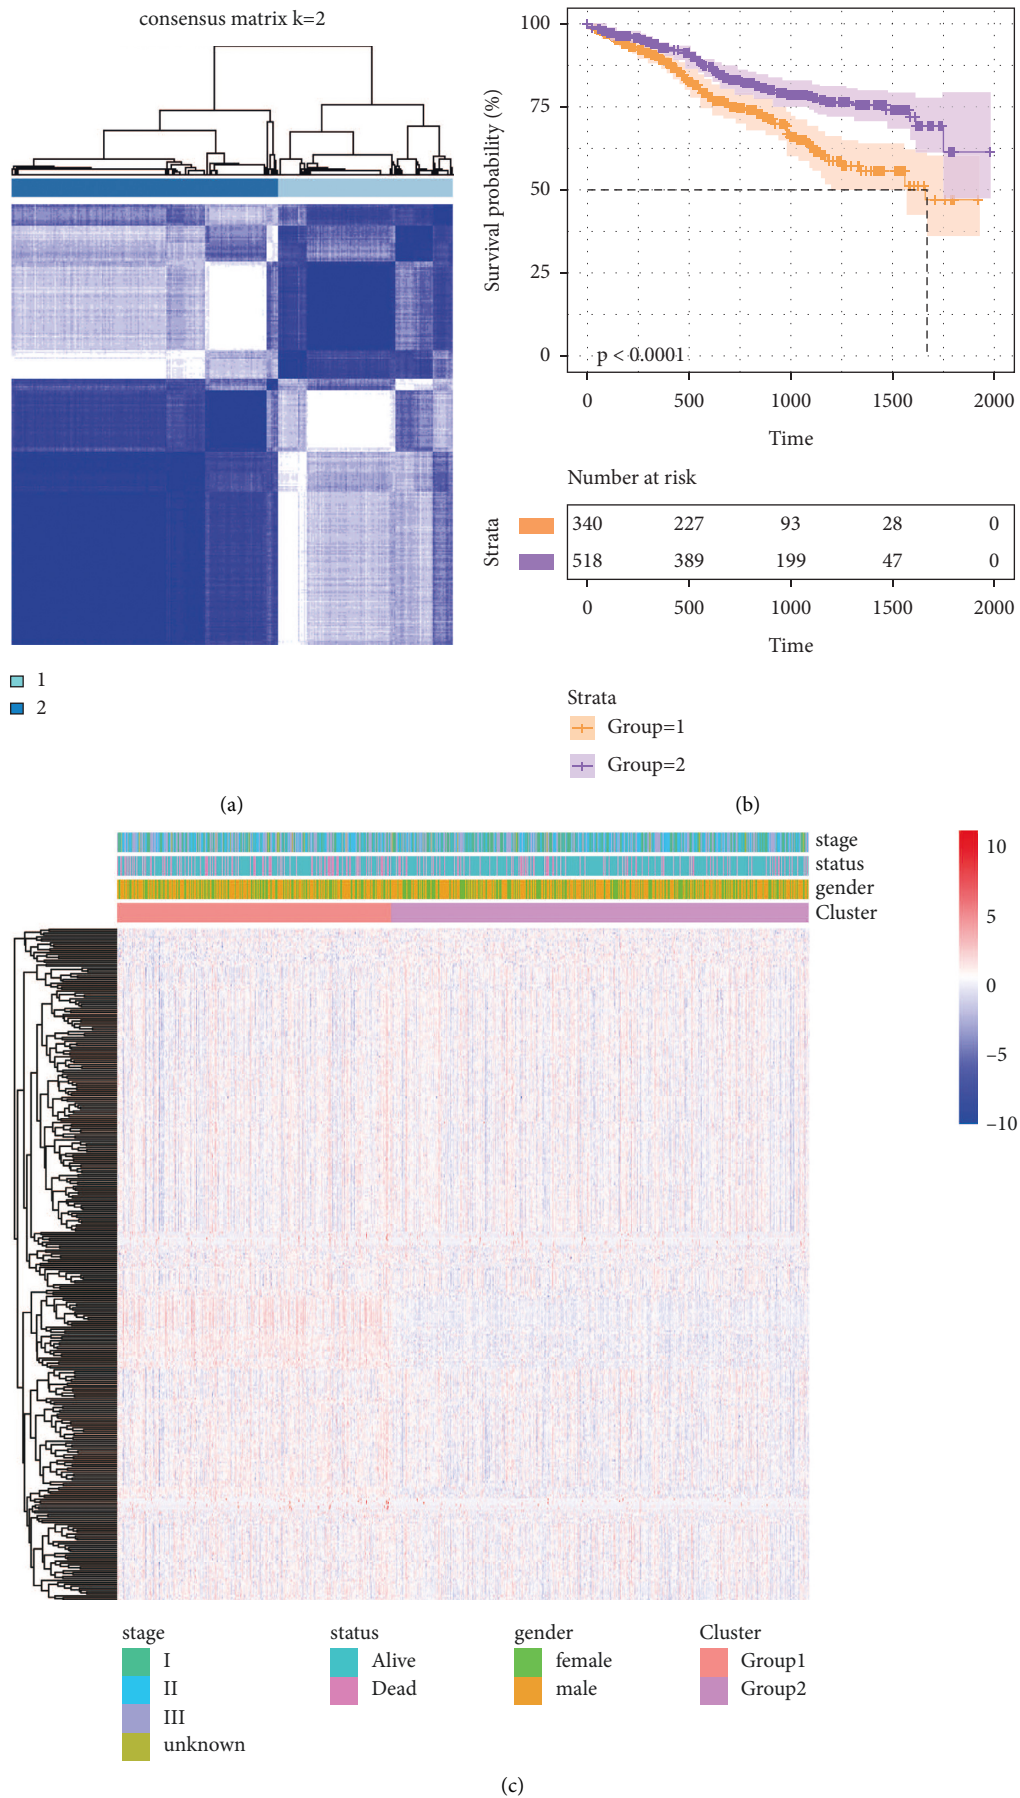 consensus matrix k=2
1
2
(a)
Survival probability (%)
100
75
50
25
0
p < 0.0001
0 500 1000 1500 2000
Time
Number at risk
Strata
340 227 93 28 0
518 389 199 47 0
0 500 1000 1500 2000
Time
Strata
Group=1
Group=2
(b)
stage
status
gender
Cluster
10
5
0
−5
−10
stage
I
II
III
unknown
status
Alive
Dead
gender
female
male
Cluster
Group1
Group2
(c)